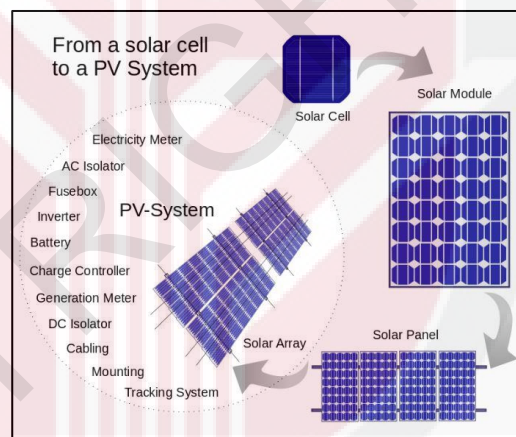 From a solar cell
to a PV System
Solar Cell
Solar Module
Electricity Meter
AC Isolator
Fusebox
Inverter
PV-System
Battery
Charge Controller
Generation Meter
DC Isolator
Cabling
Mounting
Tracking System
Solar Array
Solar Panel